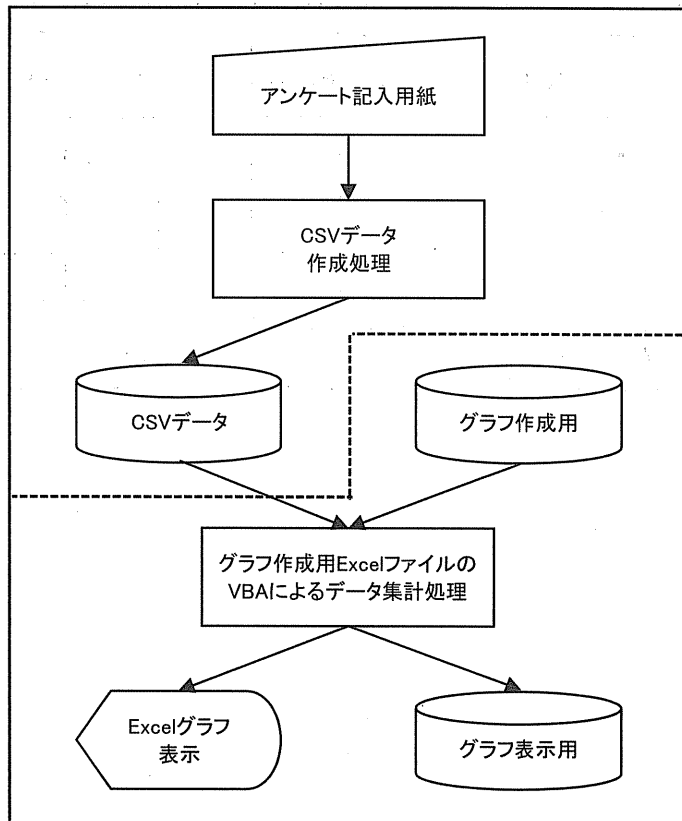 アンケート記入用紙
CSVデータ
作成処理
CSVデータ
グラフ作成用
グラフ作成用Excelファイルの
VBAによるデータ集計処理
Excelグラフ
表示
グラフ表示用